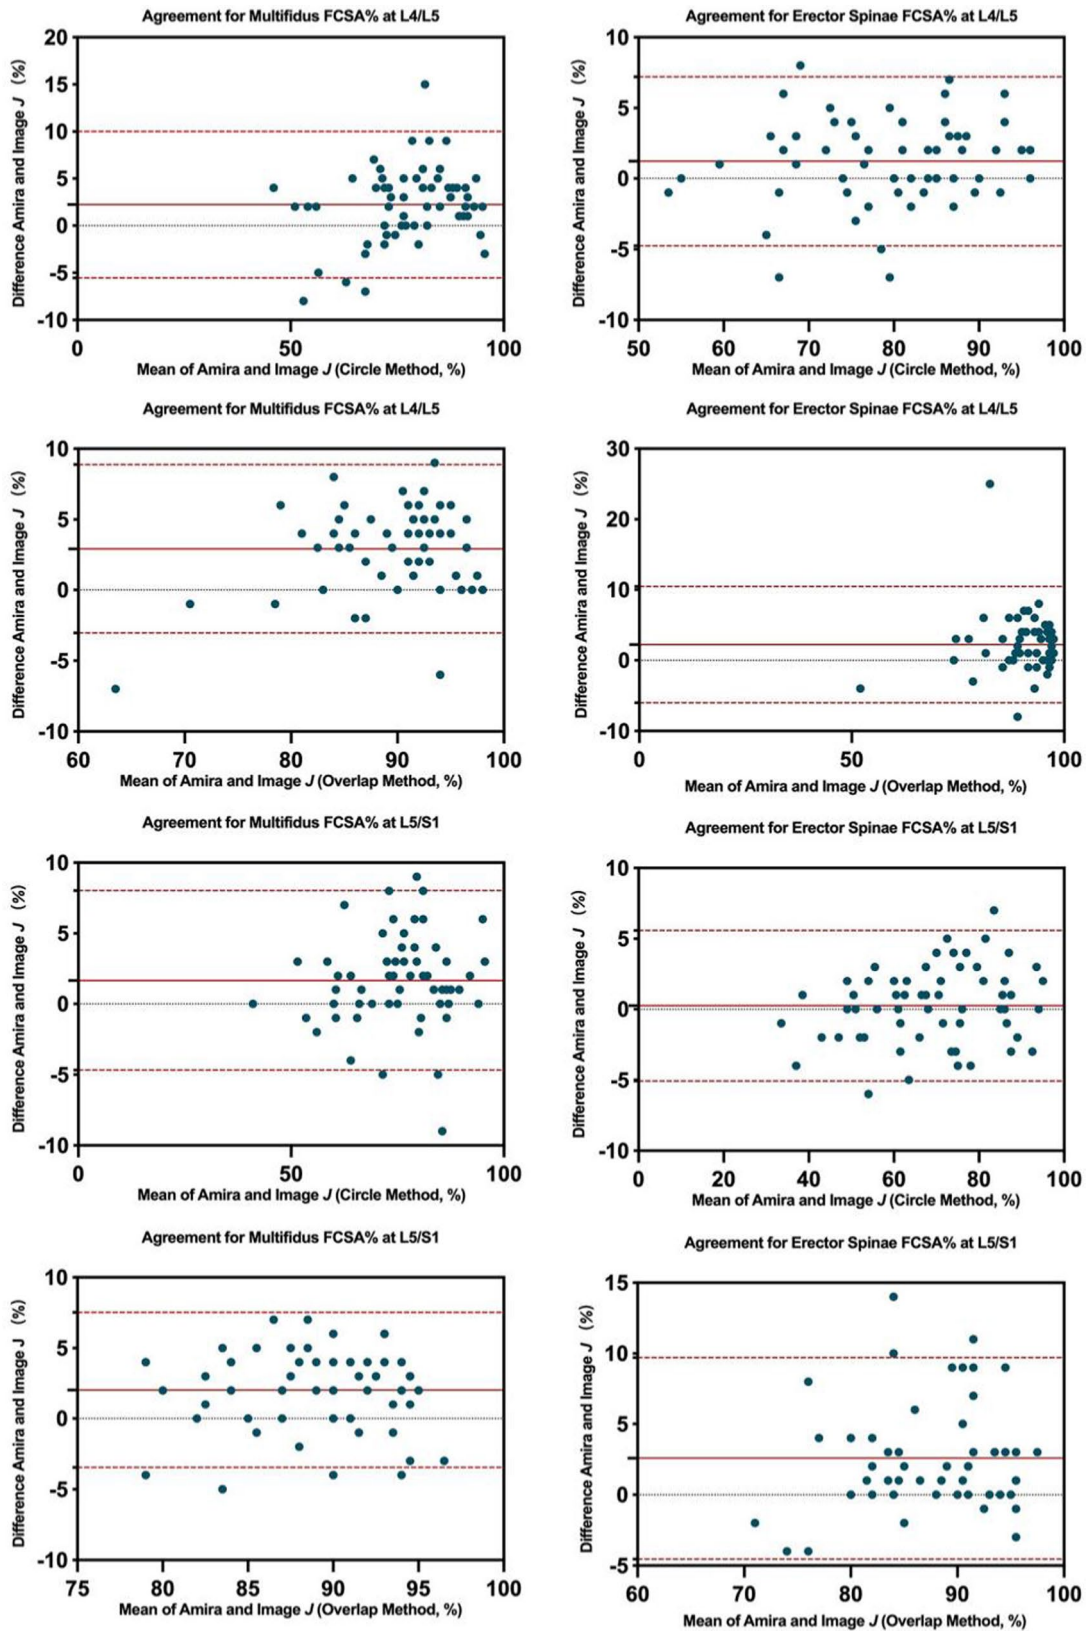 Agreement for Multifidus FCSA% at L4/L5
Difference Amira and Image J (%)
20
15
10
5
0
-5
-10
0 50 100
Mean of Amira and Image J (Circle Method, %)
Agreement for Erector Spinae FCSA% at L4/L5
Difference Amira and Image J (%)
10
5
0
-5
-10
50 60 70 80 90 100
Mean of Amira and Image J (Circle Method, %)
Agreement for Multifidus FCSA% at L4/L5
Difference Amira and Image J (%)
10
5
0
-5
-10
60 70 80 90 100
Mean of Amira and Image J (Overlap Method, %)
Agreement for Erector Spinae FCSA% at L4/L5
Difference Amira and Image J (%)
30
20
10
0
-10
0 50 100
Mean of Amira and Image J (Overlap Method, %)
Agreement for Multifidus FCSA% at L5/S1
Difference Amira and Image J (%)
10
5
0
-5
-10
0 50 100
Mean of Amira and Image J (Circle Method, %)
Agreement for Erector Spinae FCSA% at L5/S1
Difference Amira and Image J (%)
10
5
0
-5
-10
0 20 40 60 80 100
Mean of Amira and Image J (Circle Method, %)
Agreement for Multifidus FCSA% at L5/S1
Difference Amira and Image J (%)
10
5
0
-5
-10
75 80 85 90 95 100
Mean of Amira and Image J (Overlap Method, %)
Agreement for Erector Spinae FCSA% at L5/S1
Difference Amira and Image J (%)
15
10
5
0
-5
60 70 80 90 100
Mean of Amira and Image J (Overlap Method, %)